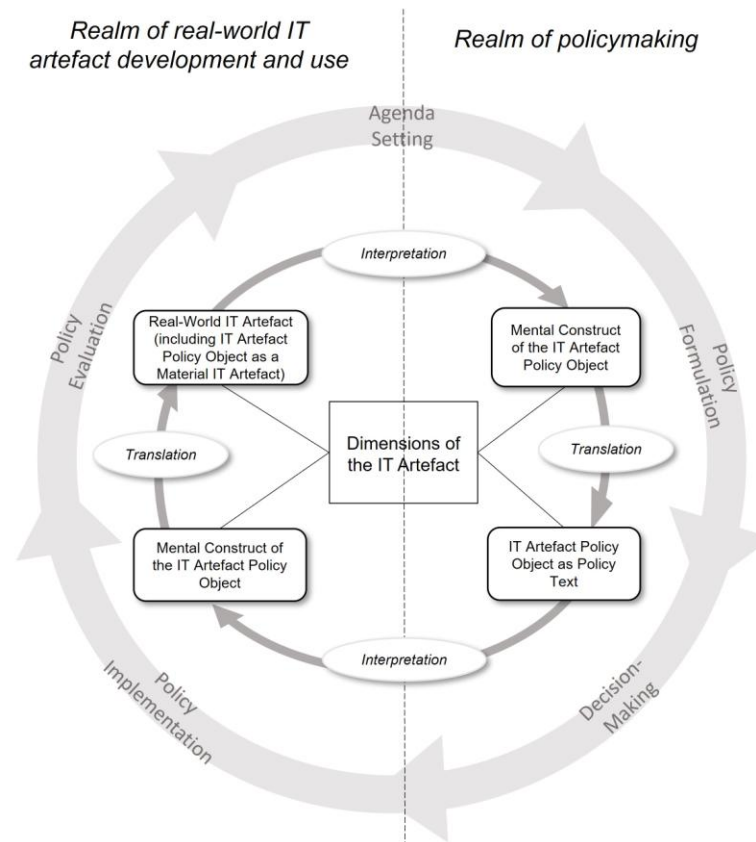 Realm of real-world IT
artefact development and use
Realm of policymaking
Agenda
Setting
Interpretation
Real-World IT Artefact
(including IT Artefact
Policy Object as a
Material IT Artefact)
Mental Construct
of the IT Artefact
Policy Object
Policy
Evaluation
Policy
Formulation
Dimensions of
the IT Artefact
Translation
Translation
Mental Construct of
the IT Artefact Policy
Object
IT Artefact Policy
Object as Policy
Text
Interpretation
Policy
Implementation
Decision-
Making